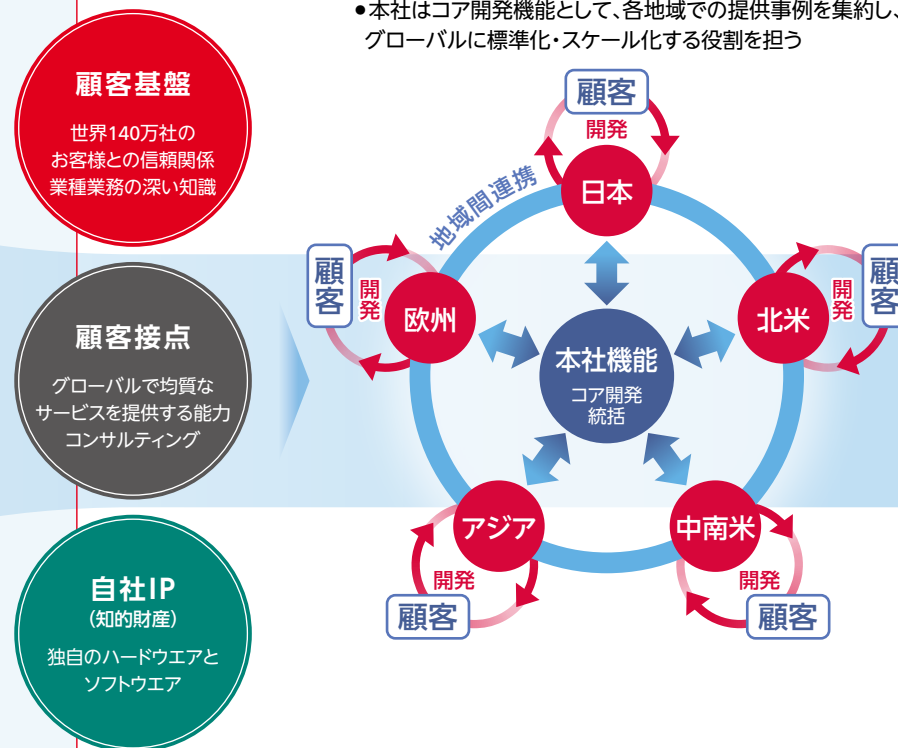 ●本社はコア開発機能として、各地域での提供事例を集約し、
グローバルに標準化・スケール化する役割を担う
顧客基盤
世界140万社の
お客様との信頼関係
業種業務の深い知識
顧客接点
グローバルで均質な
サービスを提供する能力
コンサルティング
自社IP
(知的財産)
独自のハードウエアと
ソフトウエア
顧客
開発
日本
地域間連携
顧客
開発
欧州
北米
開発
顧客
本社機能
コア開発
統括
アジア
開発
顧客
中南米
開発
顧客